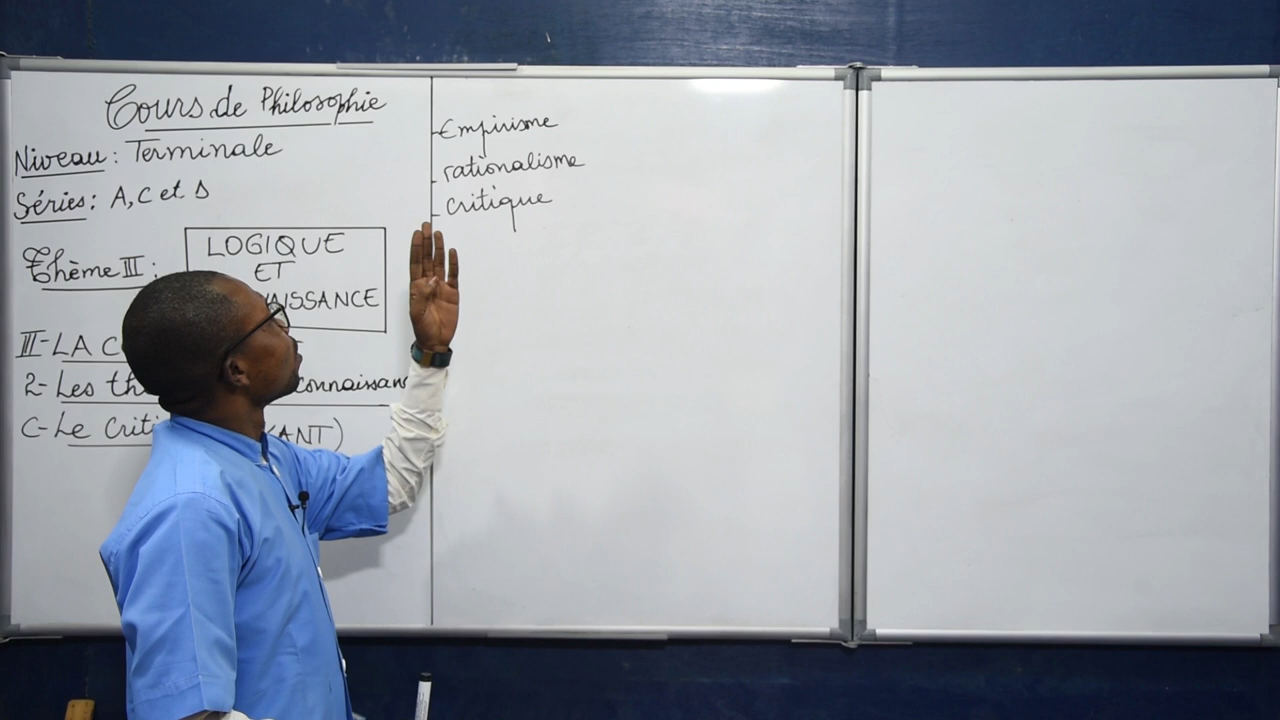 Cours de Philosophie
Niveau : Terminale
Séries : A, C et D
Thème III :
LOGIQUE
ET
AISSANCE
III- LA C
2- Les th connaissan
C- Le criti KANT)
- Empirisme
- rationalisme
- critique